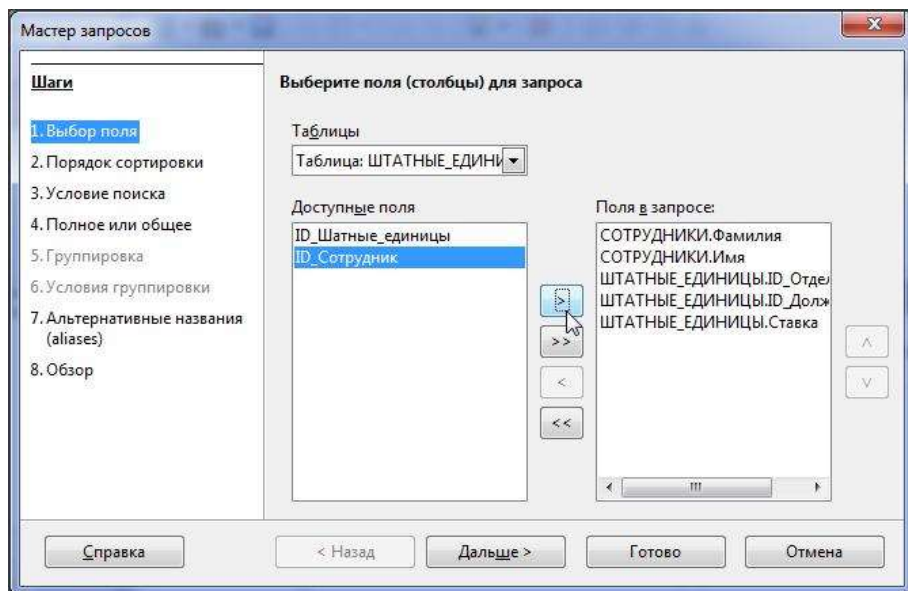 Мастер запросов
Шаги
1. Выбор поля
2. Порядок сортировки
3. Условие поиска
4. Полное или общее
5. Группировка
6. Условия группировки
7. Альтернативные названия
(aliases)
8. Обзор
Выберите поля (столбцы) для запроса
Таблицы
Таблица: ШТАТНЫЕ_ЕДИНИ
Доступные поля
ID_Шатные_единицы
ID_Сотрудник
>
>>
<
<<
Поля в запросе:
СОТРУДНИКИ.Фамилия
СОТРУДНИКИ.Имя
ШТАТНЫЕ_ЕДИНИЦЫ.ID_Отдел
ШТАТНЫЕ_ЕДИНИЦЫ.ID_Долж
ШТАТНЫЕ_ЕДИНИЦЫ.Ставка
Справка
< Назад
Дальше >
Готово
Отмена